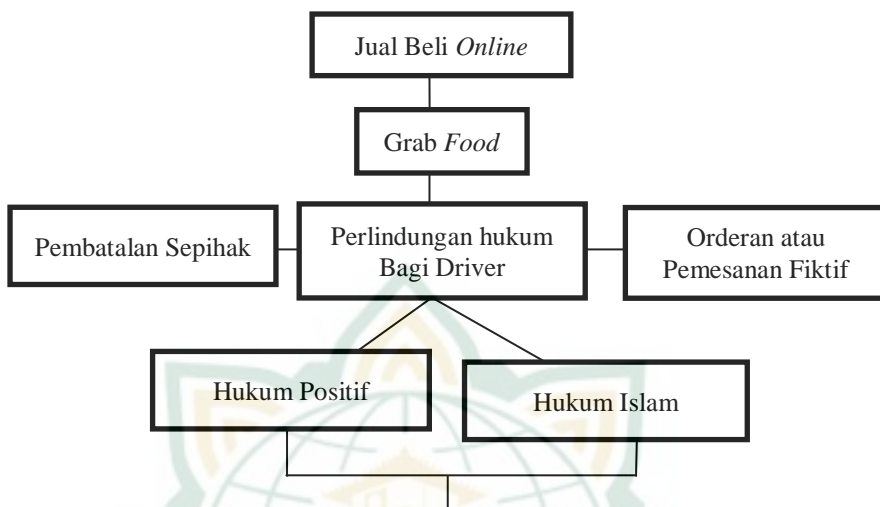 Jual Beli Online
Grab Food
Pembatalan Sepihak
Perlindungan hukum
Bagi Driver
Orderan atau
Pemesanan Fiktif
Hukum Positif
Hukum Islam